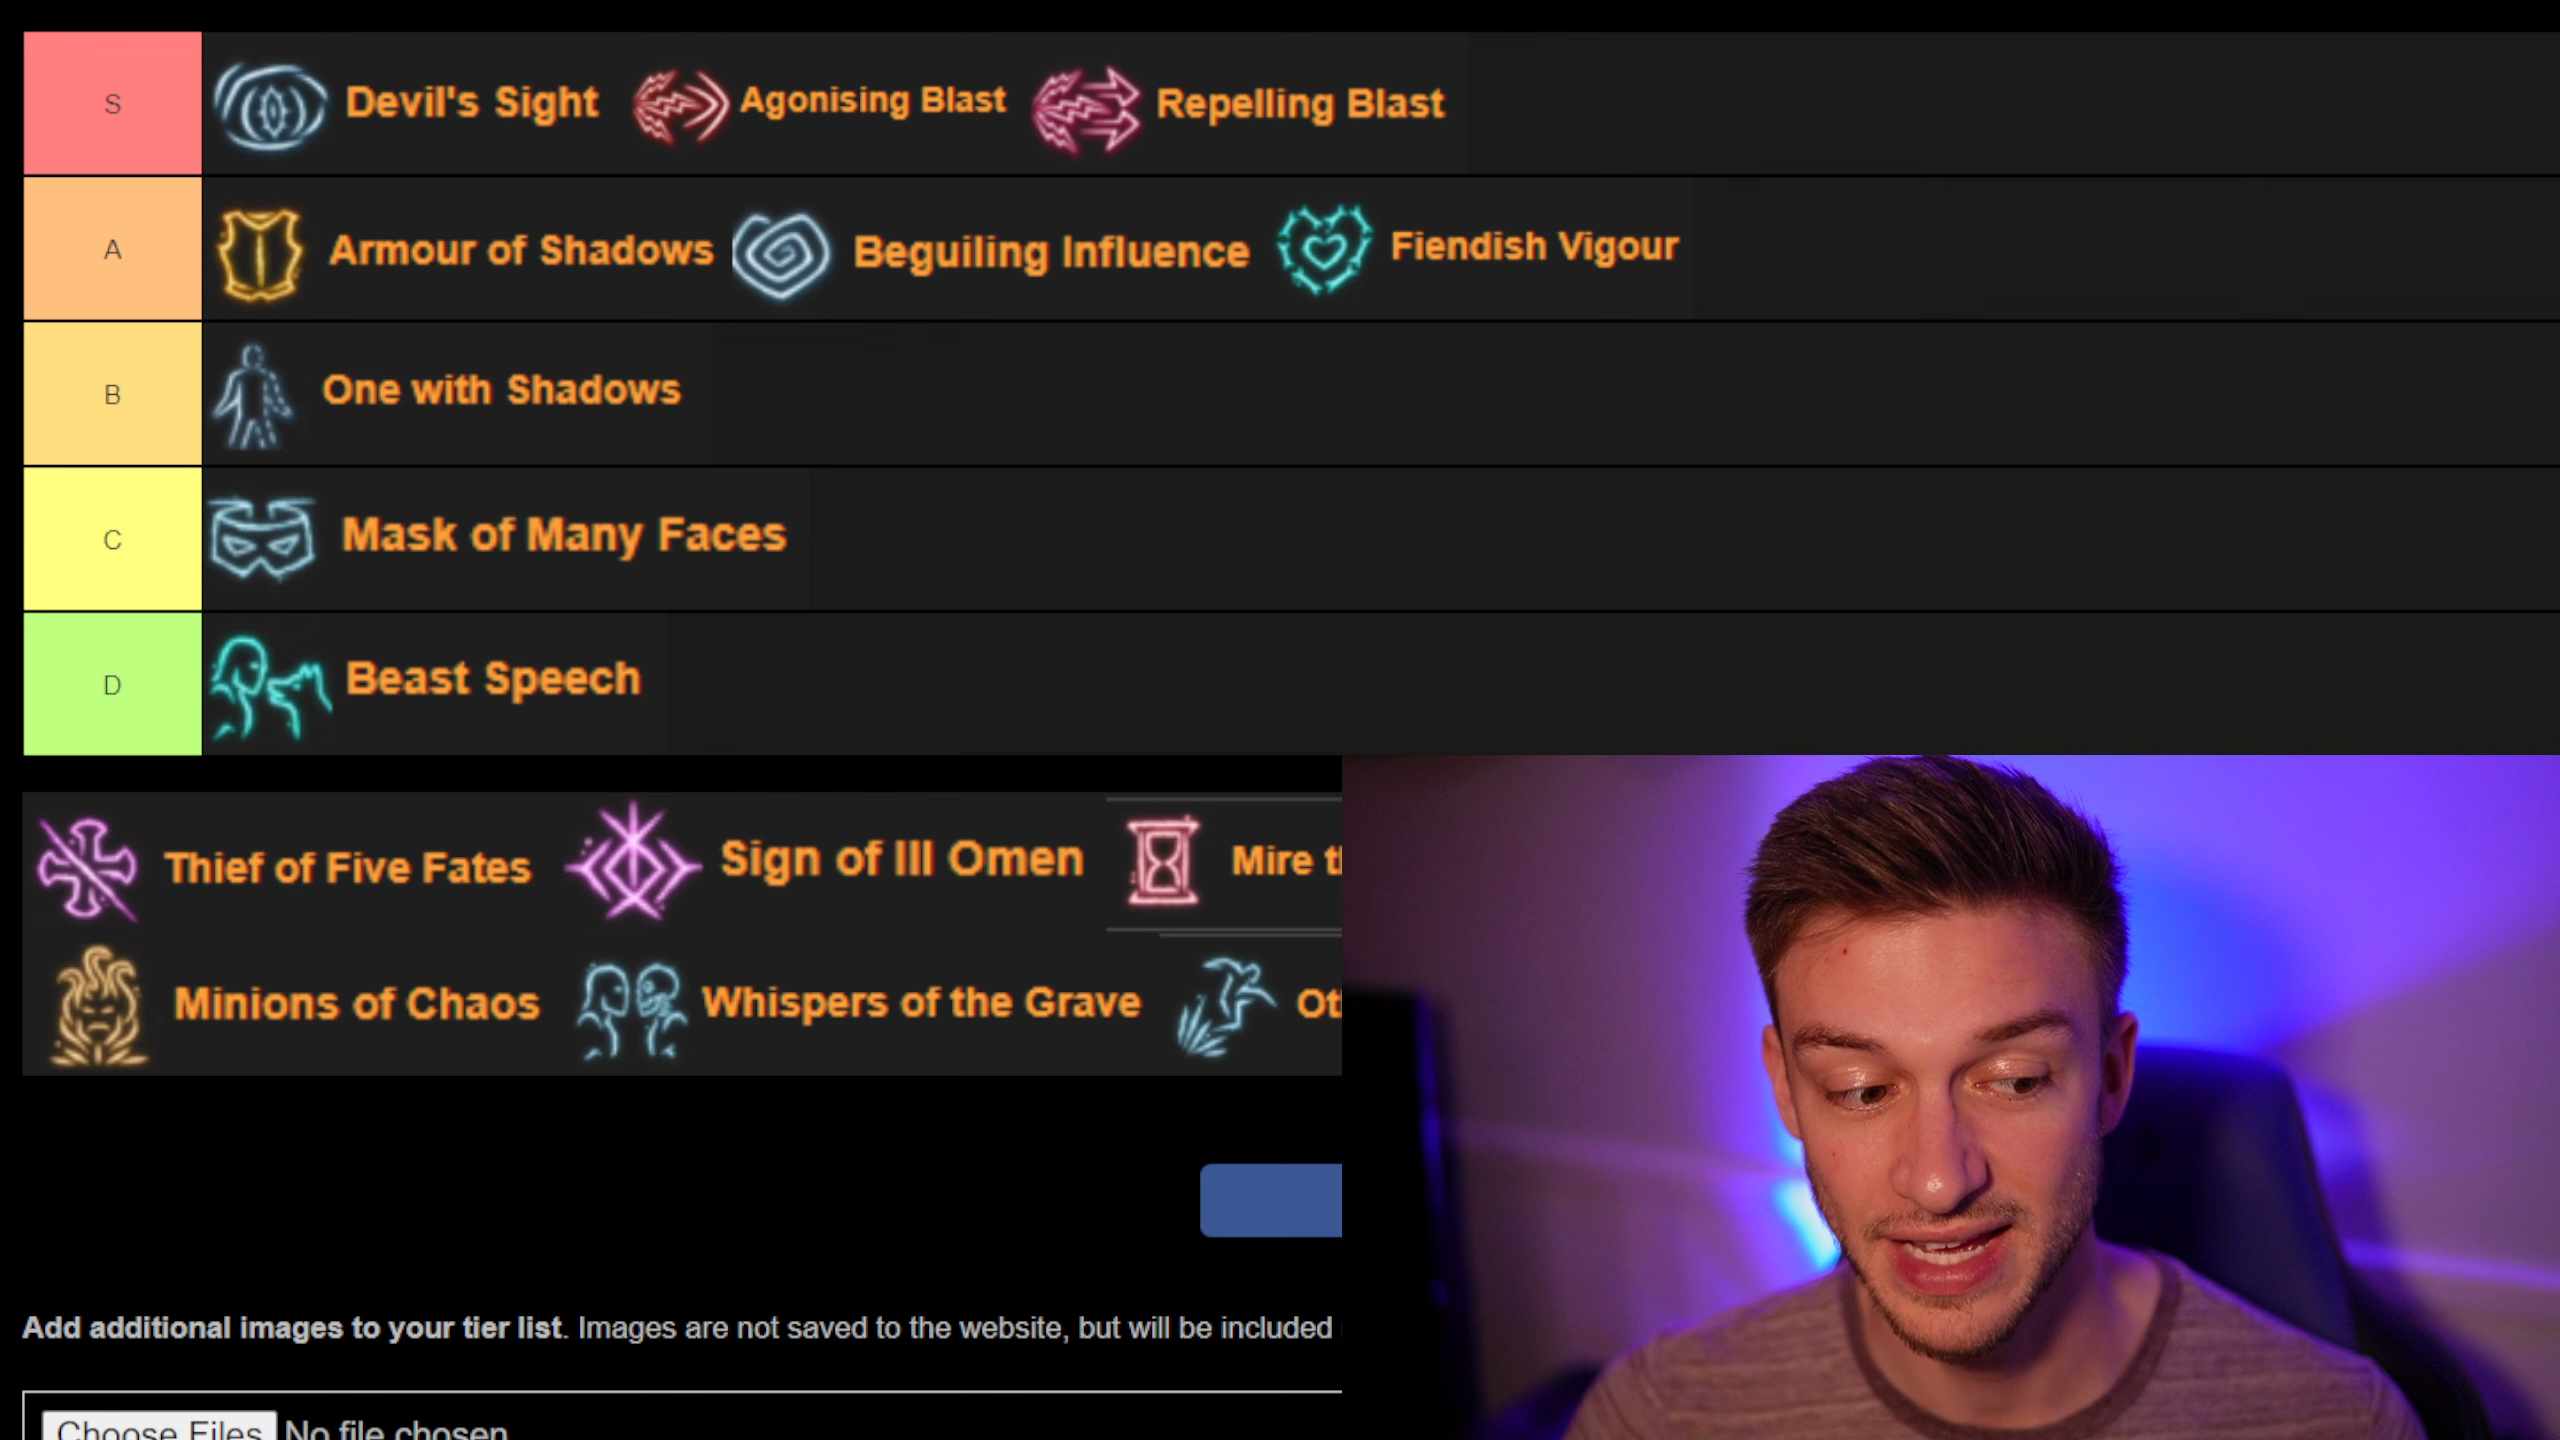 S Devil's Sight Agonising Blast Repelling Blast
A Armour of Shadows Beguiling Influence Fiendish Vigour
B One with Shadows
C Mask of Many Faces
D Beast Speech
Thief of Five Fates Sign of Ill Omen Mire
Minions of Chaos Whispers of the Grave
Add additional images to your tier list. Images are not saved to the website, but will be included
Choose Files No file chosen